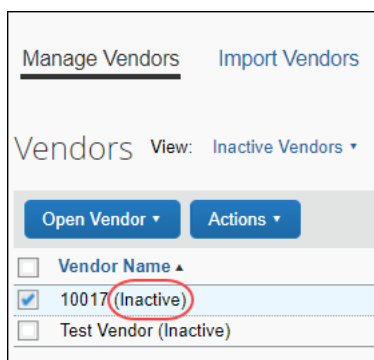 Manage Vendors Import Vendors
Vendors View: Inactive Vendors
Open Vendor Actions
Vendor Name
10017 (Inactive)
Test Vendor (Inactive)